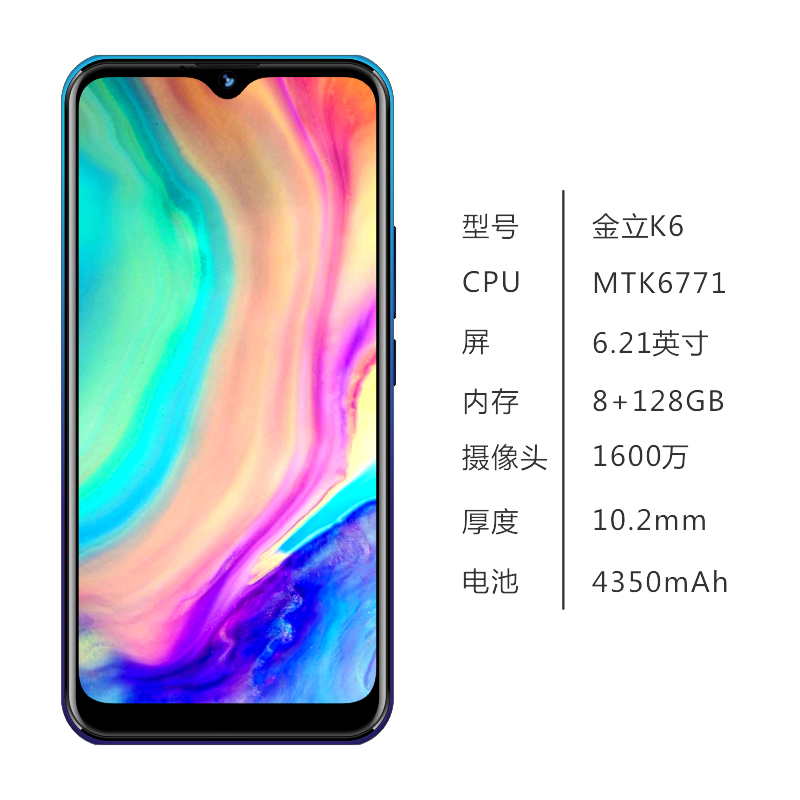 型号 金立K6
CPU MTK6771
屏 6.21英寸
内存 8+128GB
摄像头 1600万
厚度 10.2mm
电池 4350mAh